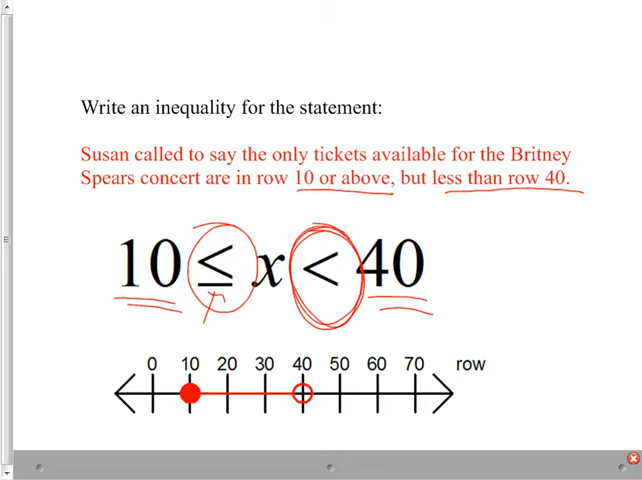 Write an inequality for the statement:
Susan called to say the only tickets available for the Britney
Spears concert are in row 10 or above, but less than row 40.
10 ≤ x < 40
0 10 20 30 40 50 60 70 row